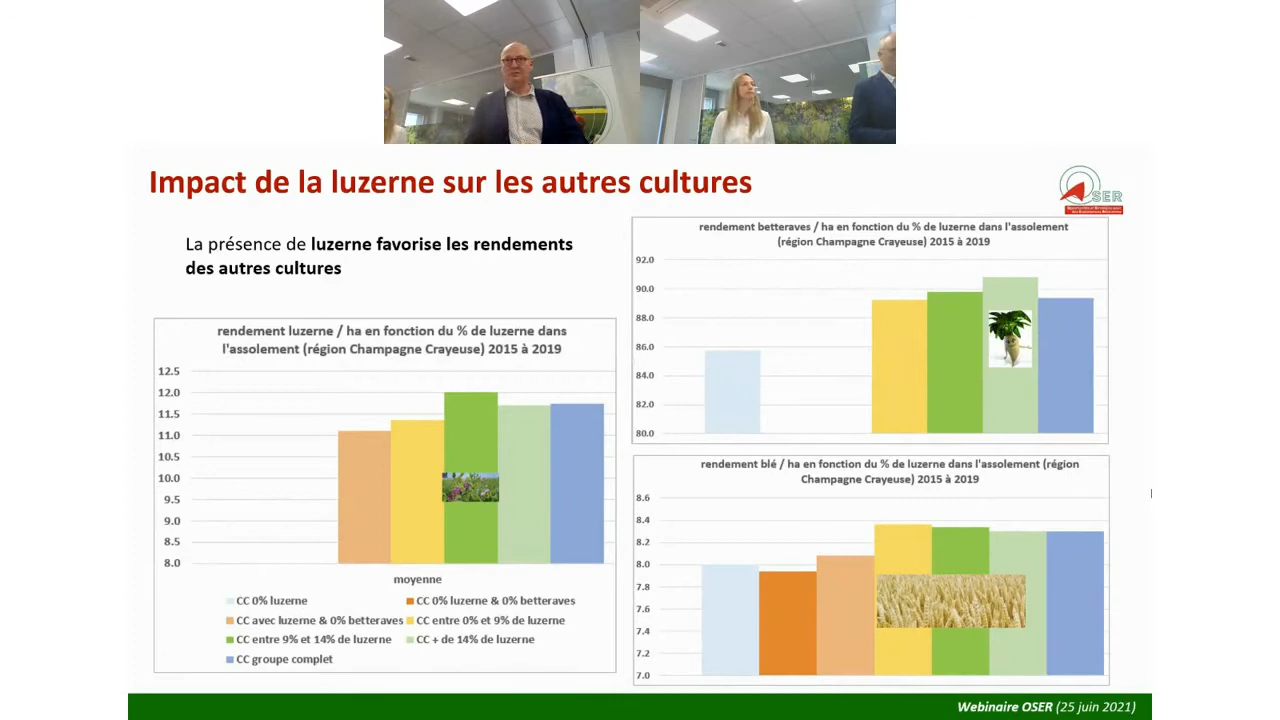 Impact de la luzerne sur les autres cultures
SER
La présence de luzerne favorise les rendements
des autres cultures
rendement luzerne / ha en fonction du % de luzerne dans
l'assolement (région Champagne Crayeuse) 2015 à 2019
12.5
12.0
11.5
11.0
10.5
10.0
9.5
9.0
8.5
8.0
moyenne
CC 0% luzerne
CC 0% luzerne & 0% betteraves
CC avec luzerne & 0% betteraves
CC entre 0% et 9% de luzerne
CC entre 9% et 14% de luzerne
CC + de 14% de luzerne
CC groupe complet
rendement betteraves / ha en fonction du % de luzerne dans l'assolement
(région Champagne Crayeuse) 2015 à 2019
92.0
90.0
88.0
86.0
84.0
82.0
80.0
rendement blé / ha en fonction du % de luzerne dans l'assolement (région
Champagne Crayeuse) 2015 à 2019
8.6
8.4
8.2
8.0
7.8
7.6
7.4
7.2
7.0
Webinaire OSER (25 juin 2021)